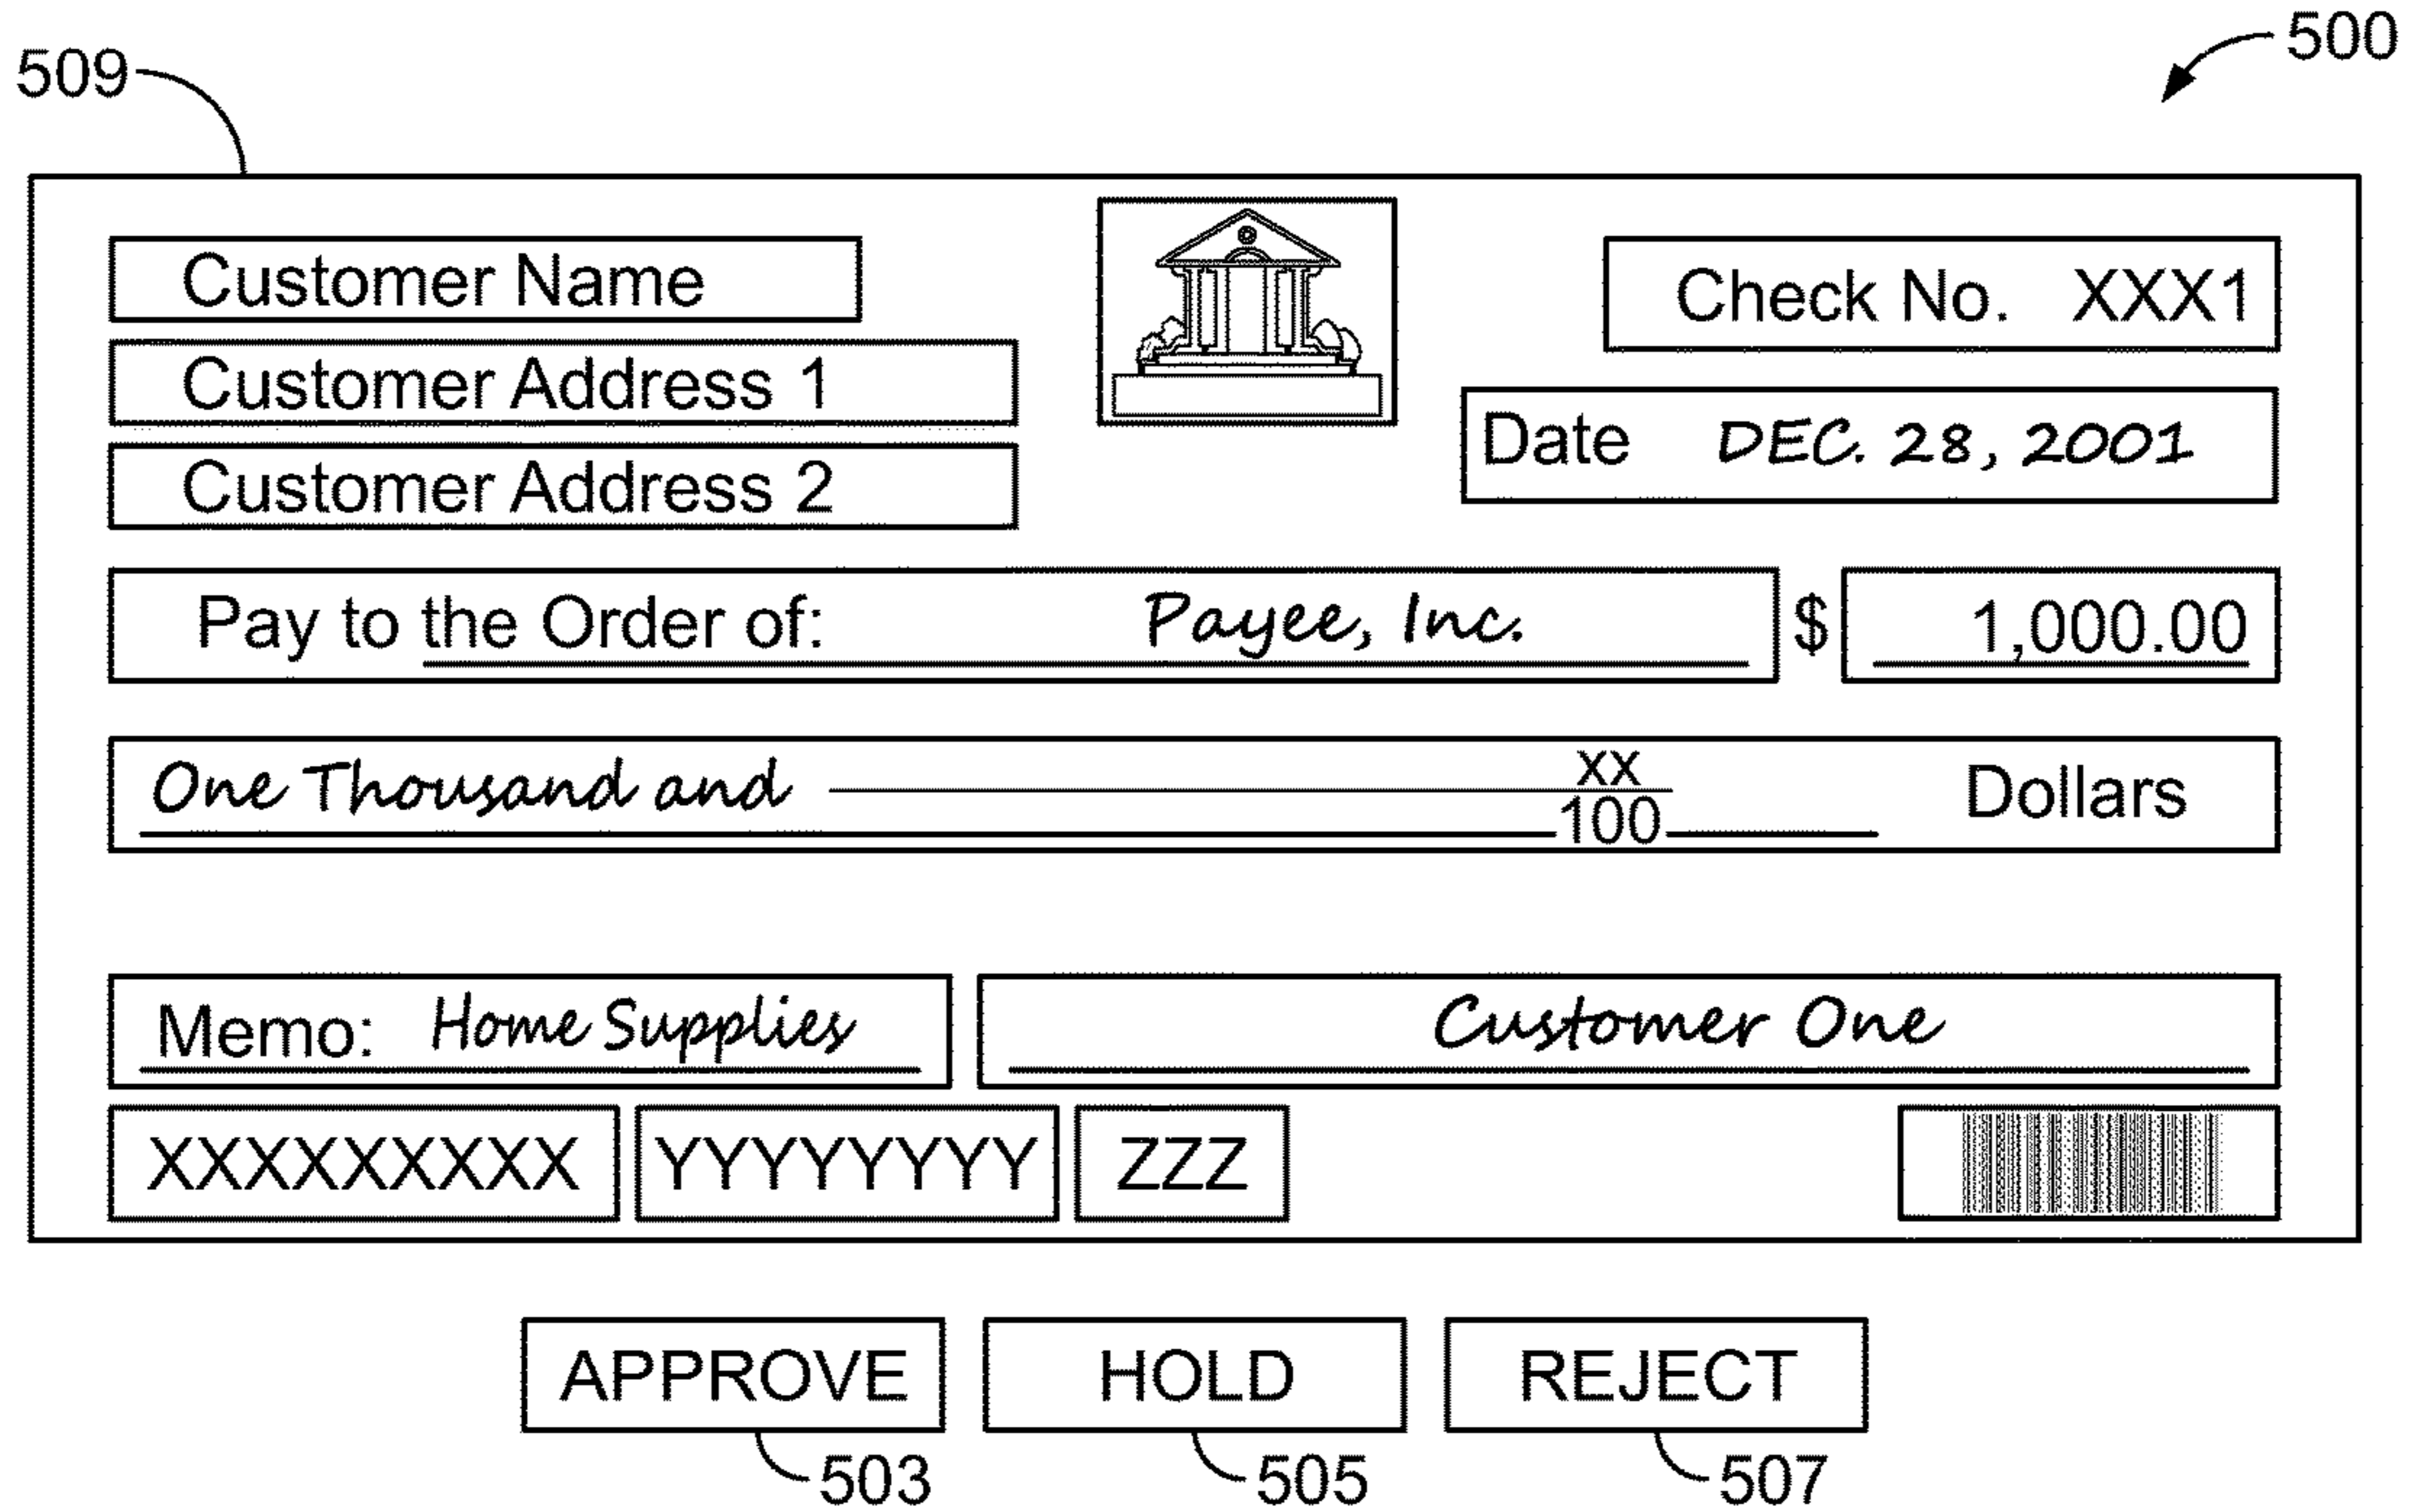 500
509
Customer Name
Check No. XXX1
Customer Address 1
Date DEC. 28, 2001
Customer Address 2
Pay to the Order of: Payee, Inc. $ 1,000.00
One Thousand and xx/100 Dollars
Memo: Home Supplies Customer One
XXXXXXXXX YYYYYYYY ZZZ
APPROVE HOLD REJECT
503 505 507